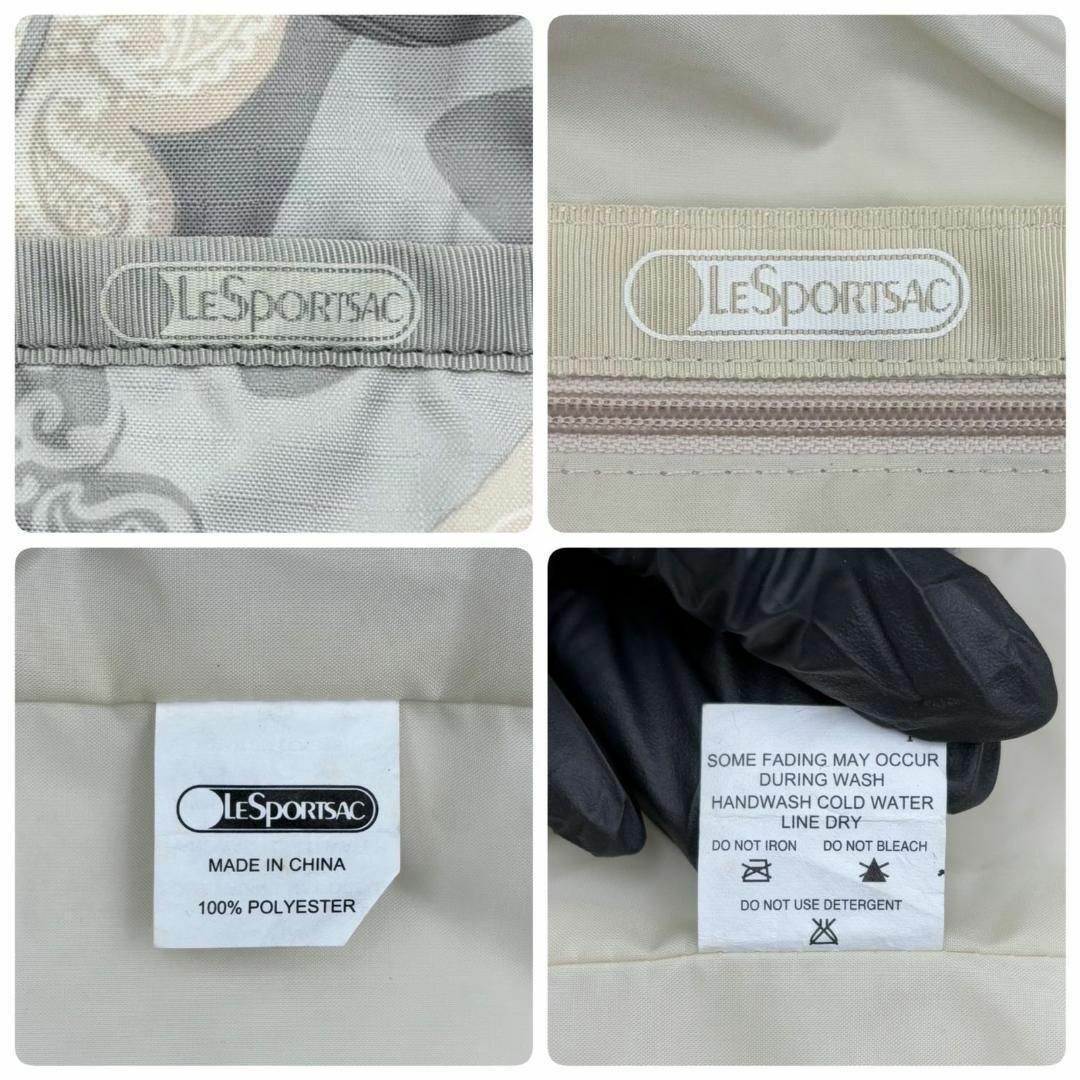 LESPORTSAC
LESPORTSAC
LESPORTSAC
MADE IN CHINA
100% POLYESTER
SOME FADING MAY OCCUR
DURING WASH
HANDWASH COLD WATER
LINE DRY
DO NOT IRON DO NOT BLEACH
DO NOT USE DETERGENT